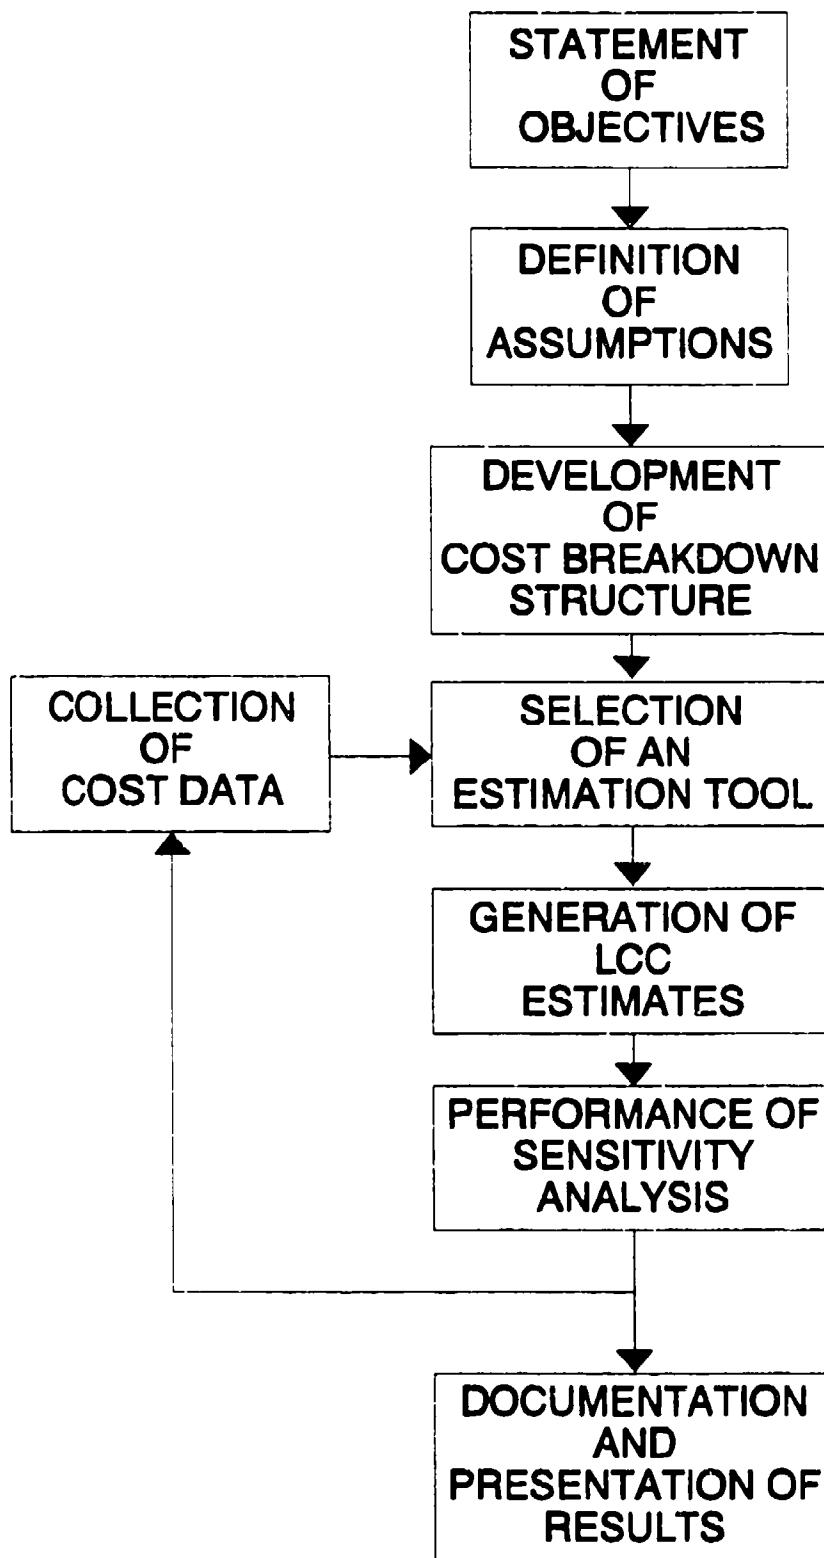 STATEMENT
OF
OBJECTIVES
DEFINITION
OF
ASSUMPTIONS
DEVELOPMENT
OF
COST BREAKDOWN
STRUCTURE
COLLECTION
OF
COST DATA
SELECTION
OF AN
ESTIMATION TOOL
GENERATION OF
LCC
ESTIMATES
PERFORMANCE OF
SENSITIVITY
ANALYSIS
DOCUMENTATION
AND
PRESENTATION OF
RESULTS